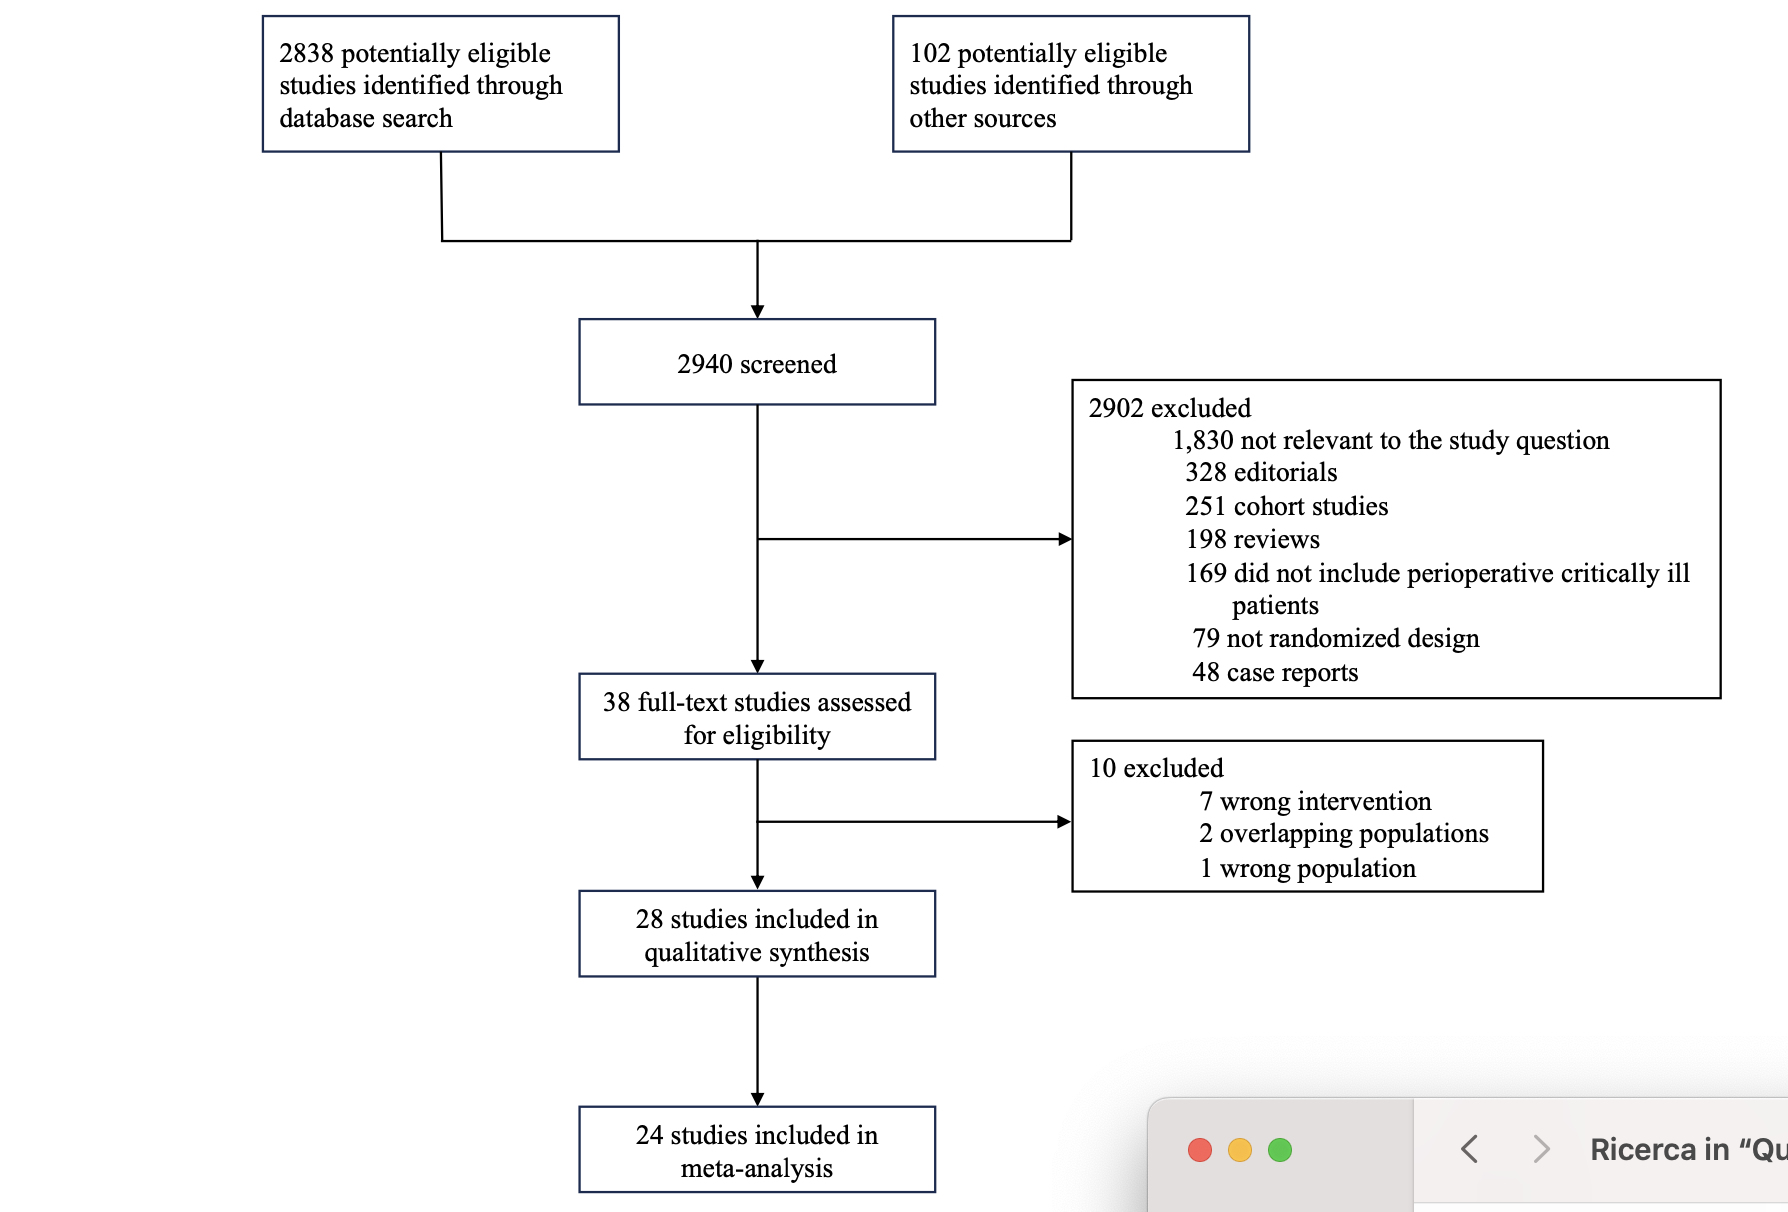 2838 potentially eligible
studies identified through
database search
102 potentially eligible
studies identified through
other sources
2940 screened
2902 excluded
1,830 not relevant to the study question
328 editorials
251 cohort studies
198 reviews
169 did not include perioperative critically ill
patients
79 not randomized design
48 case reports
38 full-text studies assessed
for eligibility
10 excluded
7 wrong intervention
2 overlapping populations
1 wrong population
28 studies included in
qualitative synthesis
24 studies included in
meta-analysis
Ricerca in “Qu